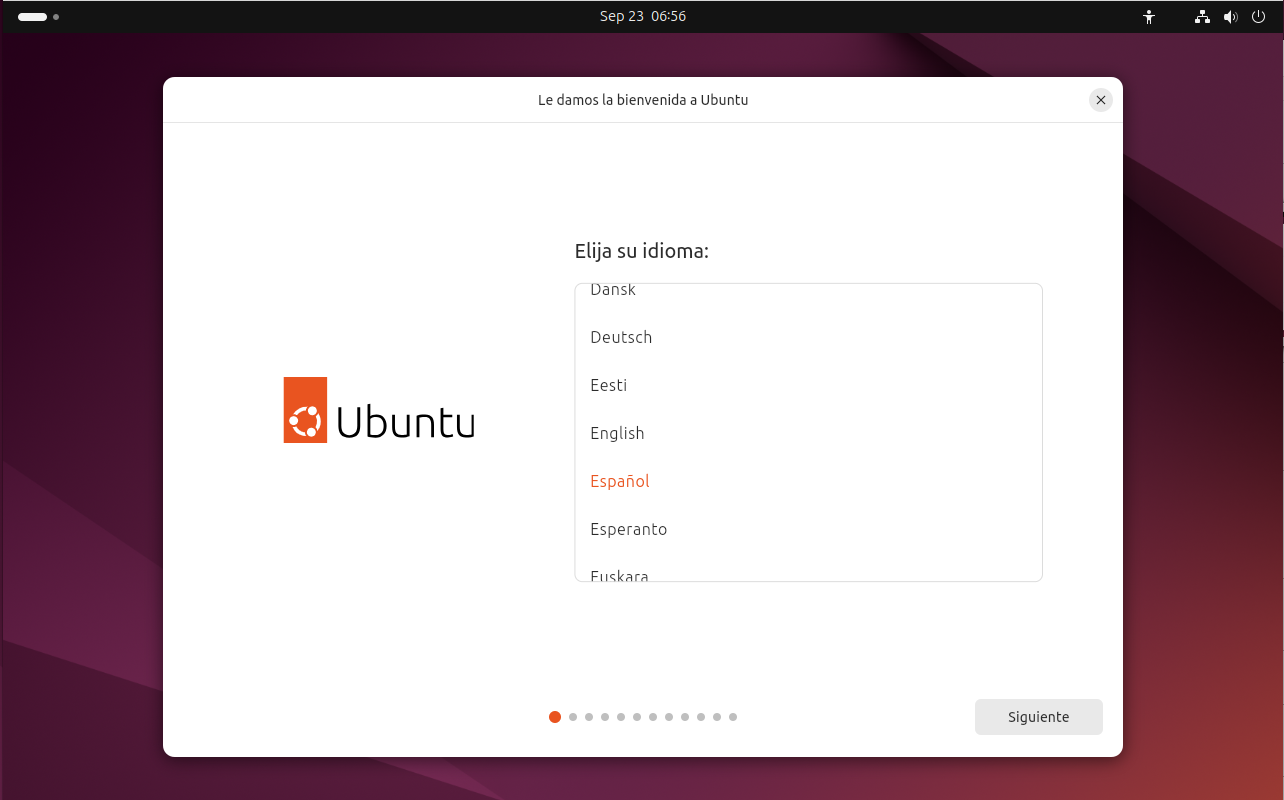 Sep 23 06:56
Le damos la bienvenida a Ubuntu
Elija su idioma:
Dansk
Deutsch
Eesti
English
Español
Esperanto
Euskara
Ubuntu
Siguiente